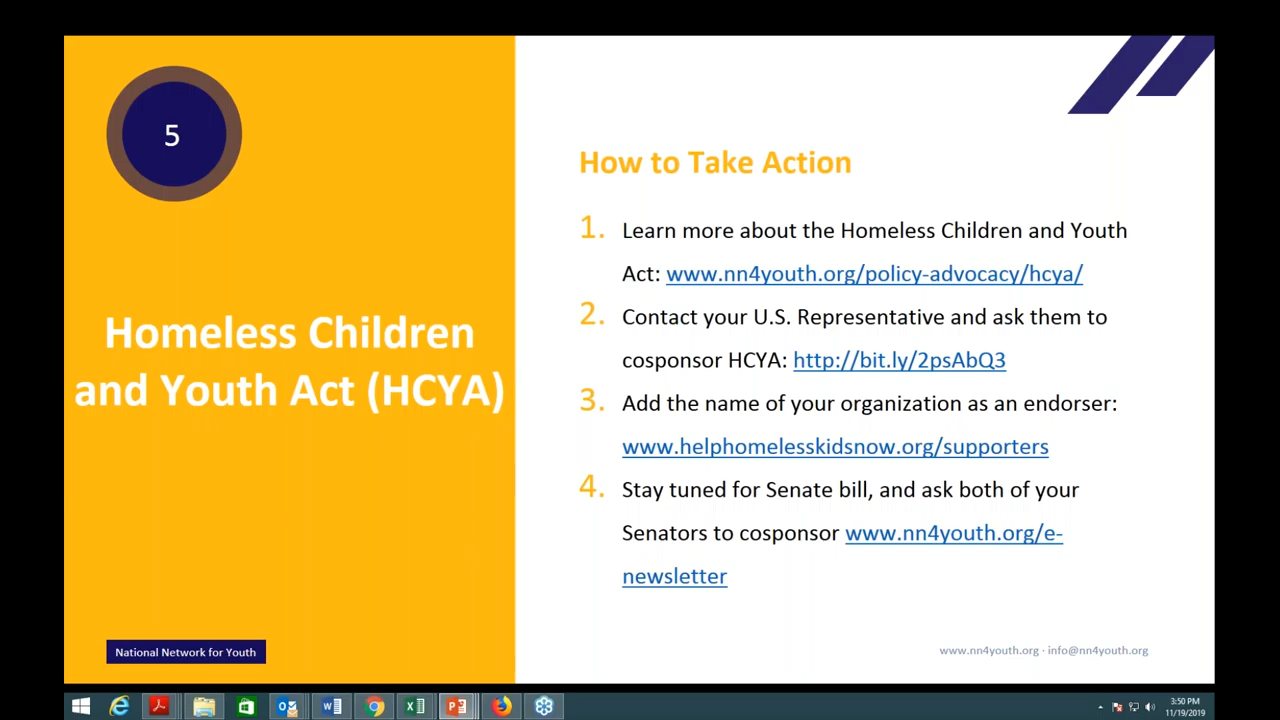 5
Homeless Children
and Youth Act (HCYA)
National Network for Youth
How to Take Action
1. Learn more about the Homeless Children and Youth
Act: www.nn4youth.org/policy-advocacy/hcya/
2. Contact your U.S. Representative and ask them to
cosponsor HCYA: http://bit.ly/2psAbQ3
3. Add the name of your organization as an endorser:
www.helphomelesskidsnow.org/supporters
4. Stay tuned for Senate bill, and ask both of your
Senators to cosponsor www.nn4youth.org/e-
newsletter
www.nn4youth.org - info@nn4youth.org
3:50 PM
11/19/2019